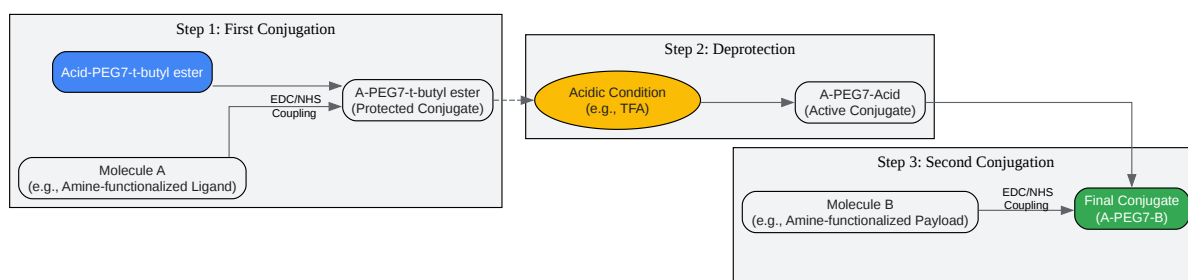 Step 1: First Conjugation
Acid-PEG7-t-butyl ester
EDC/NHS
Coupling
A-PEG7-t-butyl ester
(Protected Conjugate)
Molecule A
(e.g., Amine-functionalized Ligand)
Step 2: Deprotection
Acidic Condition
(e.g., TFA)
A-PEG7-Acid
(Active Conjugate)
Step 3: Second Conjugation
Molecule B
(e.g., Amine-functionalized Payload)
EDC/NHS
Coupling
Final Conjugate
(A-PEG7-B)